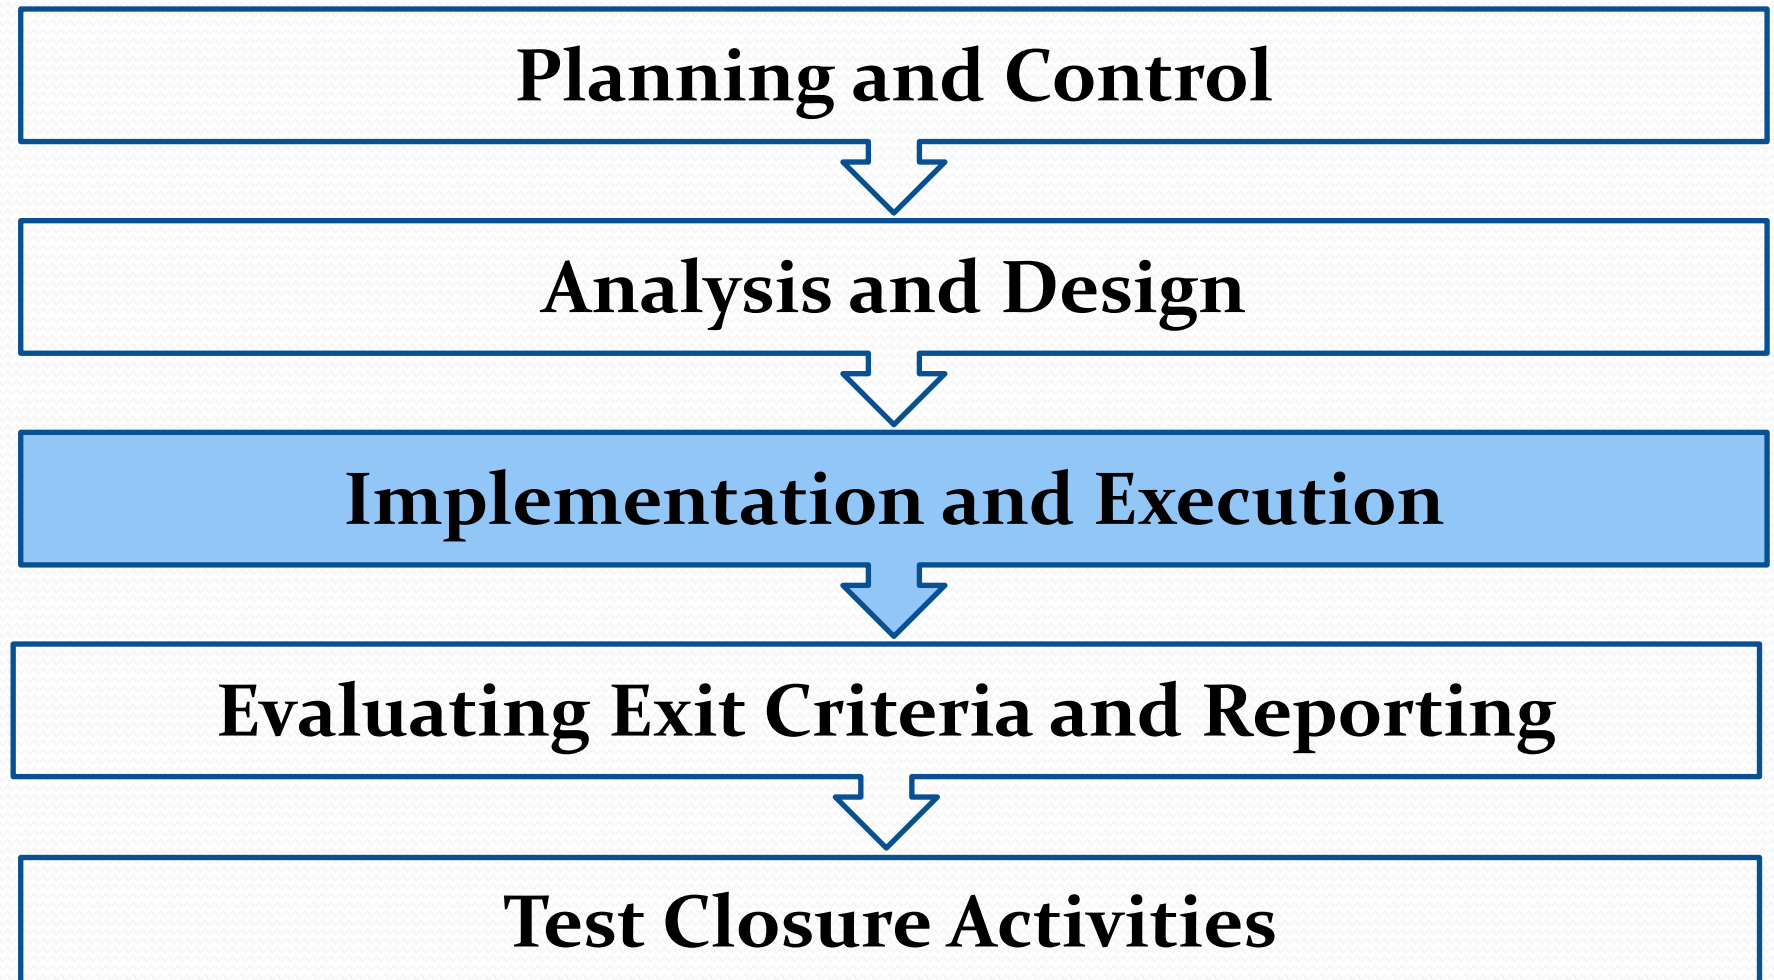 Planning and Control
Analysis and Design
Implementation and Execution
Evaluating Exit Criteria and Reporting
Test Closure Activities